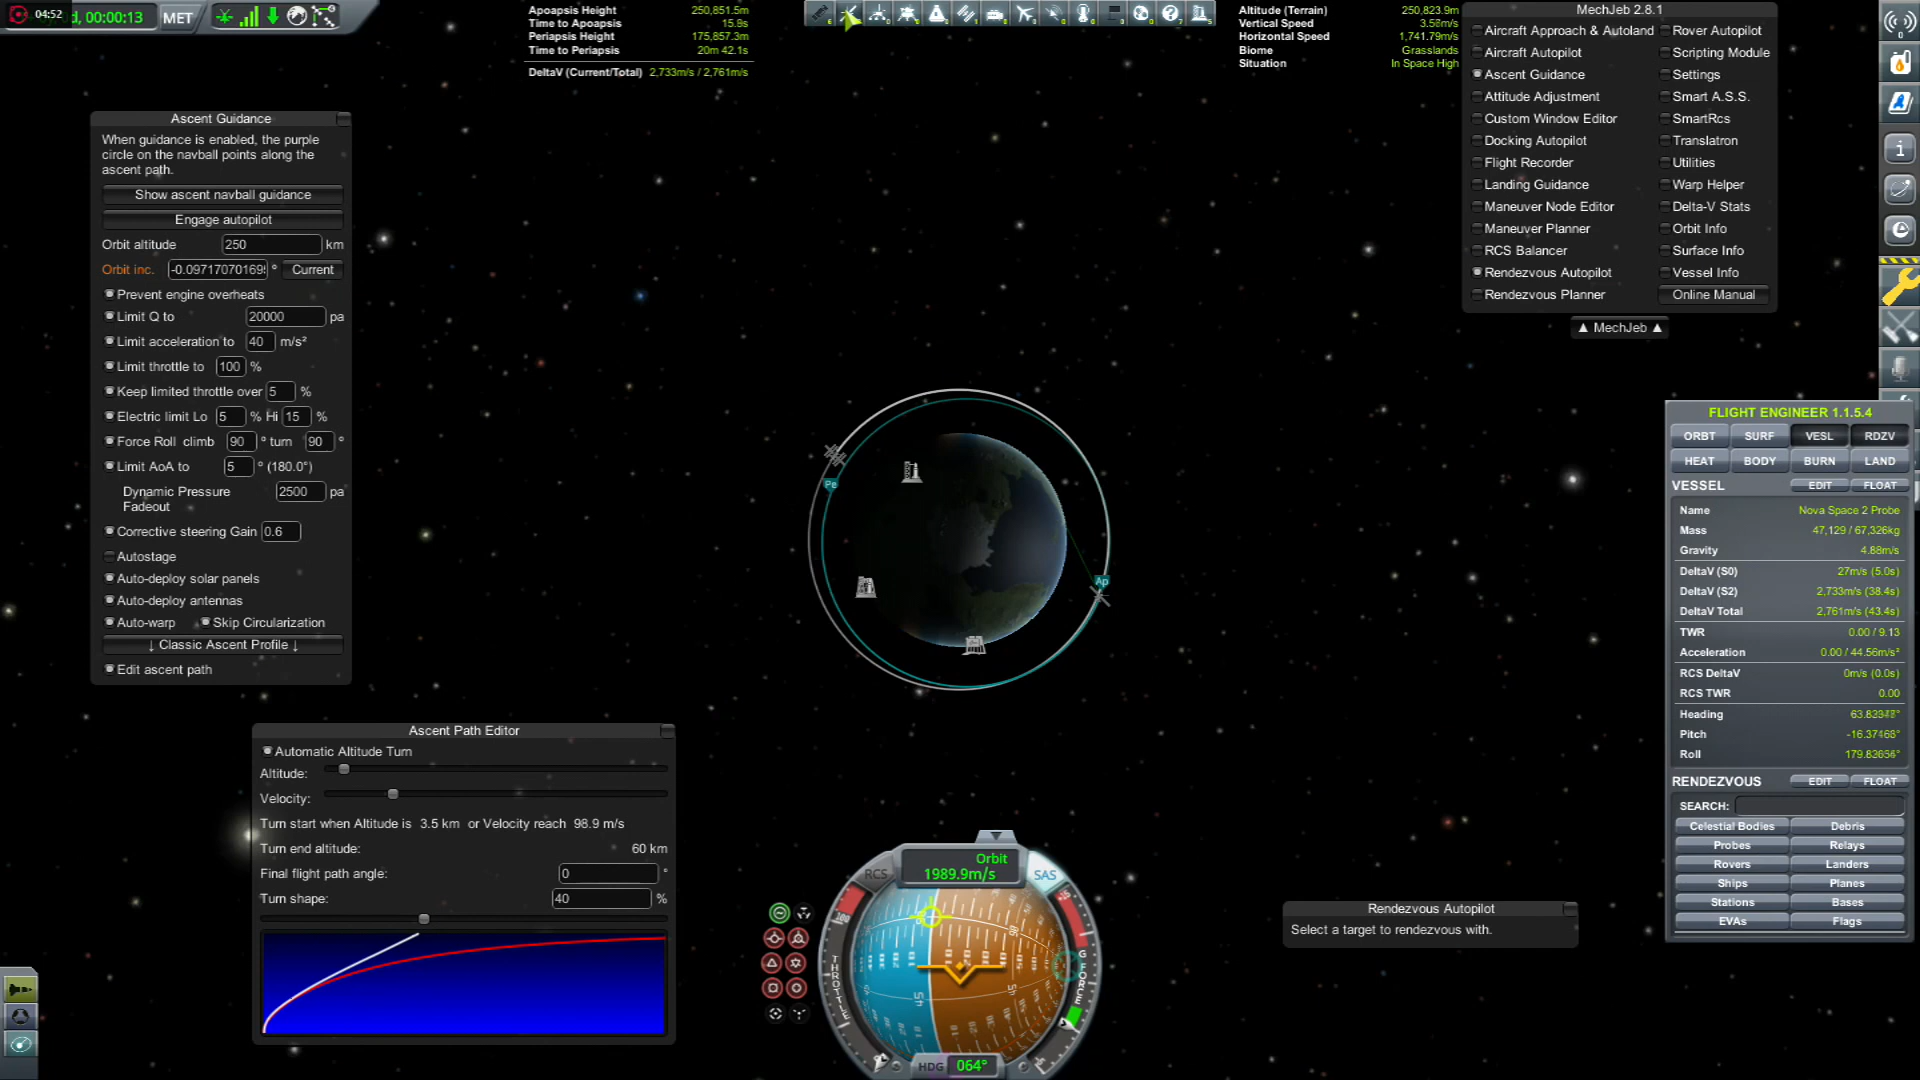 04:52
d, 00:00:13 MET
Apoapsis Height 250,851.5m
Time to Apoapsis 15.8s
Periapsis Height 175,857.3m
Time to Periapsis 20m 42.1s
DeltaV (Current/Total) 2,733m/s / 2,761m/s
Altitude (Terrain) 250,823.9m
Vertical Speed 3.58m/s
Horizontal Speed 1,741.79m/s
Biome Grasslands
Situation In Space High
MechJeb 2.8.1
Aircraft Approach & Autoland Rover Autopilot
Aircraft Autopilot Scripting Module
Ascent Guidance Settings
Attitude Adjustment Smart A.S.S.
Custom Window Editor SmartRcs
Docking Autopilot Translatron
Flight Recorder Utilities
Landing Guidance Warp Helper
Maneuver Node Editor Delta-V Stats
Maneuver Planner Orbit Info
RCS Balancer Surface Info
Rendezvous Autopilot Vessel Info
Rendezvous Planner Online Manual
▲ MechJeb ▲
Ascent Guidance
When guidance is enabled, the purple
circle on the navball points along the
ascent path.
Show ascent navball guidance
Engage autopilot
Orbit altitude 250 km
Orbit inc. -0.0971707016 ° Current
Prevent engine overheats
Limit Q to 20000 pa
Limit acceleration to 40 m/s²
Limit throttle to 100 %
Keep limited throttle over 5 %
Electric limit Lo 5 % Hi 15 %
Force Roll climb 90 ° turn 90 °
Limit AoA to 5 ° (180.0°)
Dynamic Pressure 2500 pa
Fadeout
Corrective steering Gain 0.6
Autostage
Auto-deploy solar panels
Auto-deploy antennas
Auto-warp Skip Circularization
↓ Classic Ascent Profile ↓
Edit ascent path
Pe
Ap
FLIGHT ENGINEER 1.1.5.4
ORBT SURF VESL RDZV
HEAT BODY BURN LAND
VESSEL EDIT FLOAT
Name Nova Space 2 Probe
Mass 47,129 / 67,326kg
Gravity 4.88m/s
DeltaV (S0) 27m/s (5.0s)
DeltaV (S2) 2,733m/s (38.4s)
DeltaV Total 2,761m/s (43.4s)
TWR 0.00 / 9.13
Acceleration 0.00 / 44.56m/s²
RCS DeltaV 0m/s (0.0s)
RCS TWR 0.00
Heading
Pitch -16.37468°
Roll 179.82656°
RENDEZVOUS EDIT FLOAT
SEARCH:
Celestial Bodies Debris
Probes Relays
Rovers Landers
Ships Planes
Stations Bases
EVAs Flags
Ascent Path Editor
Automatic Altitude Turn
Altitude:
Velocity:
Turn start when Altitude is 3.5 km or Velocity reach 98.9 m/s
Turn end altitude: 60 km
Final flight path angle: 0 °
Turn shape: 40 %
Orbit
1989.9m/s
RCS SAS
THROTTLE
G FORCE
HDG 064°
Rendezvous Autopilot
Select a target to rendezvous with.